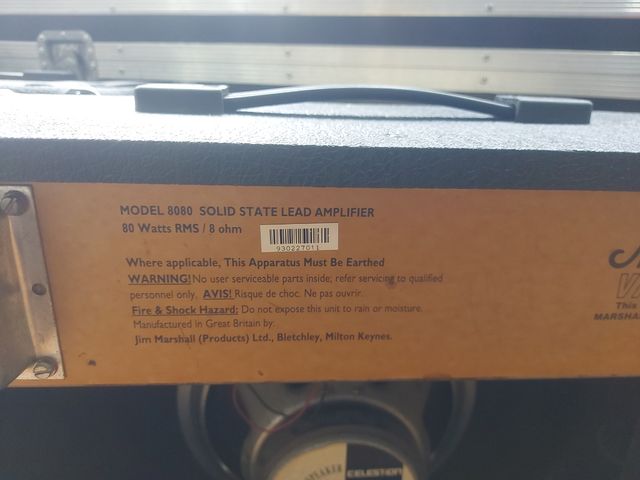 MODEL 8080 SOLID STATE LEAD AMPLIFIER
80 Watts RMS / 8 ohm
930227011
Where applicable, This Apparatus Must Be Earthed
WARNING! No user serviceable parts inside, refer servicing to qualified
personnel only. AVIS! Risque de choc. Ne pas ouvrir.
Fire & Shock Hazard: Do not expose this unit to rain or moisture.
Manufactured in Great Britain by:
Jim Marshall (Products) Ltd., Bletchley, Milton Keynes.
This
MARSHA
CELESTION